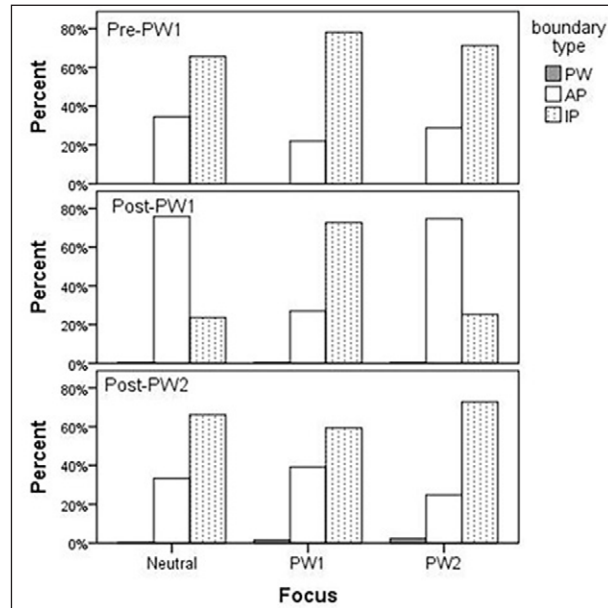 Pre-PW1
80%
60%
40%
20%
0%
Percent
Post-PW1
80%
60%
40%
20%
0%
Percent
Post-PW2
80%
60%
40%
20%
0%
Percent
Neutral PW1 PW2
Focus
boundary
type
PW
AP
IP